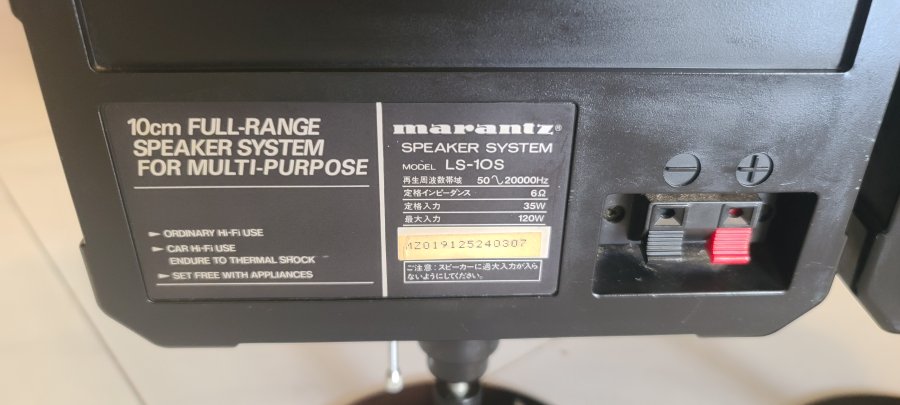 10cm FULL-RANGE
SPEAKER SYSTEM
FOR MULTI-PURPOSE
► ORDINARY Hi-Fi USE
► CAR Hi-Fi USE
ENDURE TO THERMAL SHOCK
► SET FREE WITH APPLIANCES
marantz®
SPEAKER SYSTEM
MODEL LS-10S
再生周波数帯域 50∿20000Hz
定格インピーダンス 6Ω
定格入力 35W
最大入力 120W
MZ019125240307
ご注意:スピーカーに過大入力が入ら
ないようにしてください。
− +